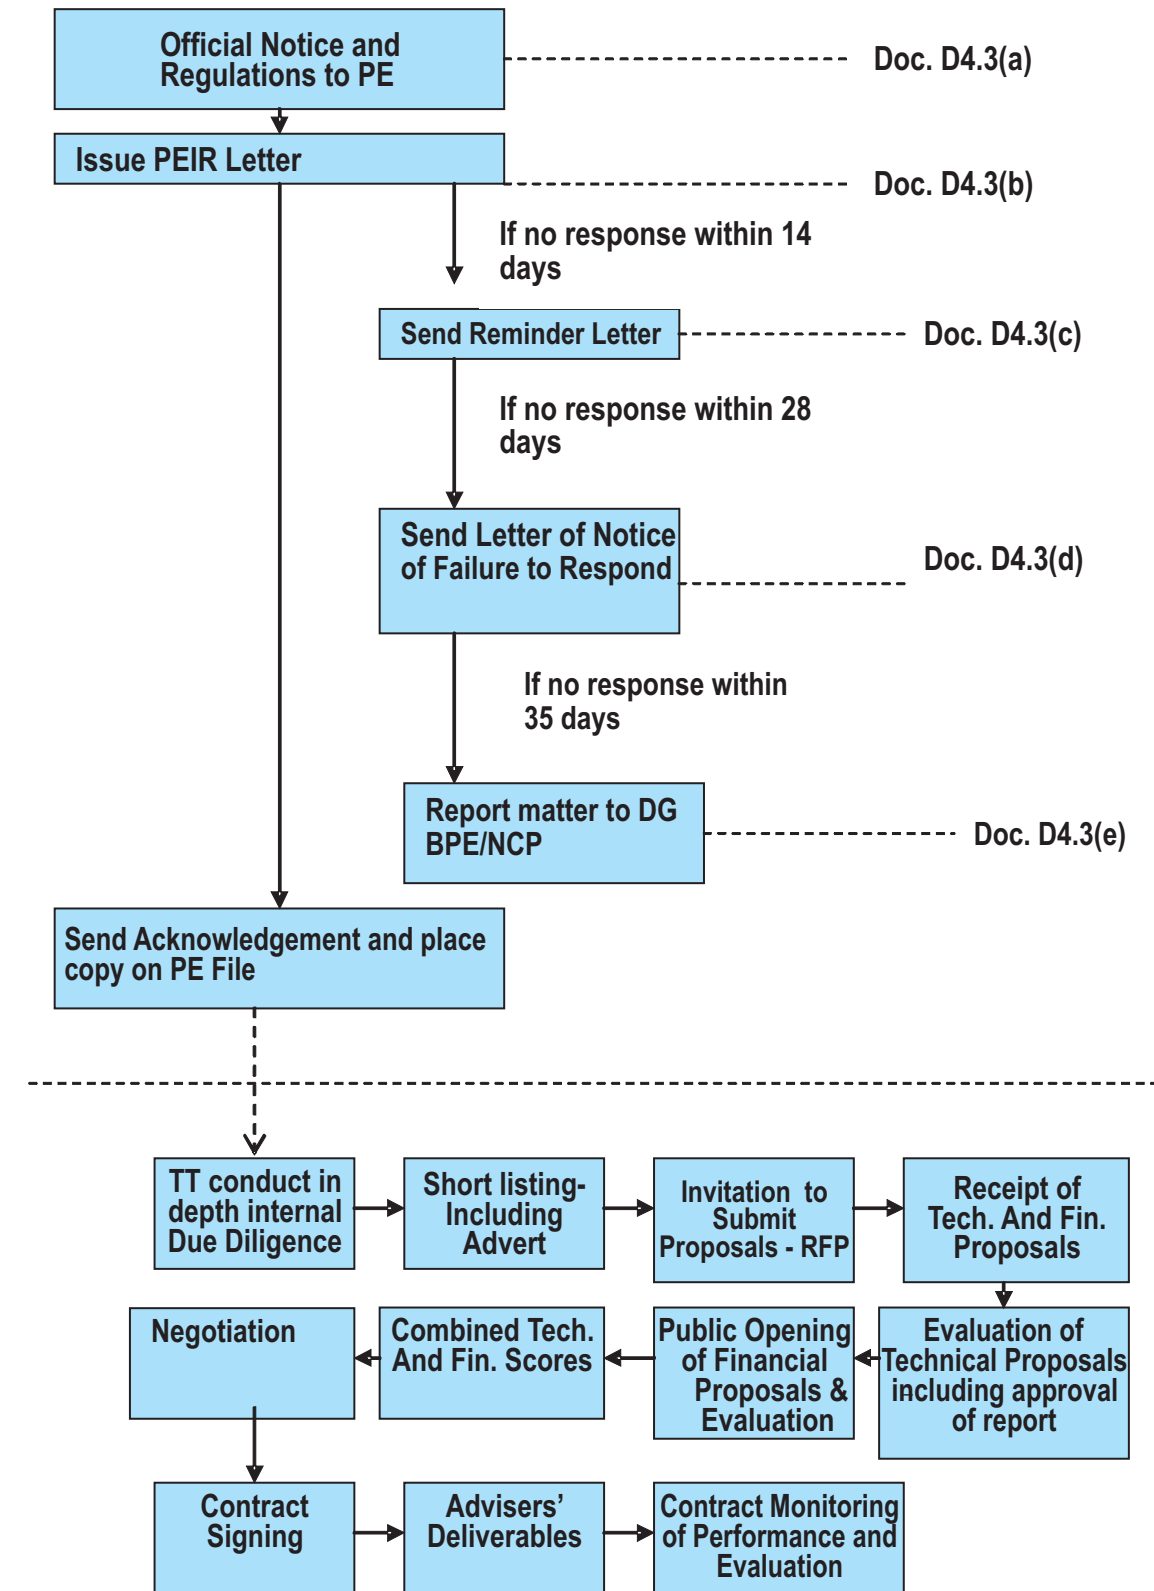 Official Notice and
Regulations to PE
Doc. D4.3(a)
Issue PEIR Letter
Doc. D4.3(b)
If no response within 14
days
Send Reminder Letter
Doc. D4.3(c)
If no response within 28
days
Send Letter of Notice
of Failure to Respond
Doc. D4.3(d)
If no response within
35 days
Report matter to DG
BPE/NCP
Doc. D4.3(e)
Send Acknowledgement and place
copy on PE File
TT conduct in
depth internal
Due Diligence
Short listing-
Including
Advert
Invitation to
Submit
Proposals - RFP
Receipt of
Tech. And Fin.
Proposals
Negotiation
Combined Tech.
And Fin. Scores
Public Opening
of Financial
Proposals &
Evaluation
Evaluation of
Technical Proposals
including approval
of report
Contract
Signing
Advisers'
Deliverables
Contract Monitoring
of Performance and
Evaluation